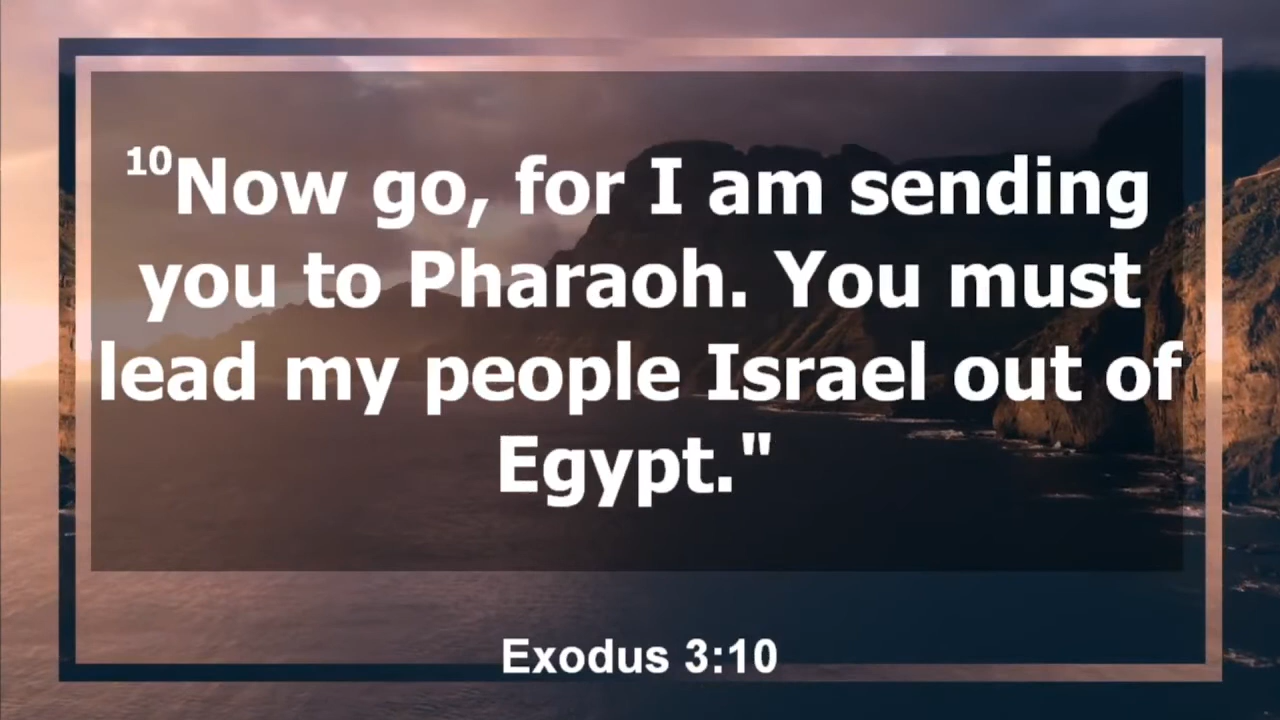 10Now go, for I am sending
you to Pharaoh. You must
lead my people Israel out of
Egypt."
Exodus 3:10